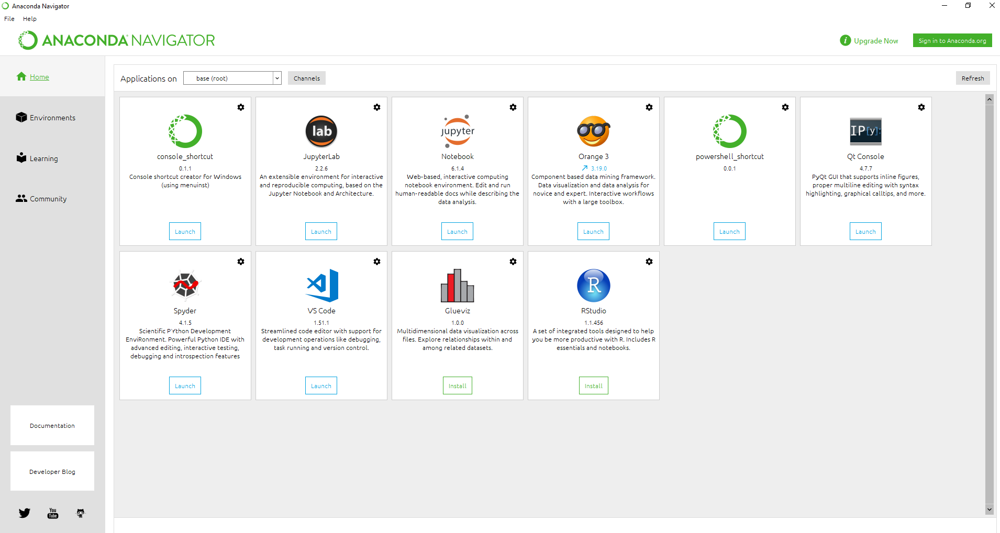 Anaconda Navigator
File Help
ANACONDA NAVIGATOR
Upgrade Now
Sign in to Anaconda.org
Home
Environments
Learning
Community
Documentation
Developer Blog
You
Tube
Applications on
base (root)
Channels
Refresh
console_shortcut
0.1.1
Console shortcut creator for Windows
(using menuinst)
Launch
lab
JupyterLab
2.2.6
An extensible environment for interactive
and reproducible computing, based on the
Jupyter Notebook and Architecture.
Launch
jupyter
Notebook
6.1.4
Web-based, interactive computing
notebook environment. Edit and run
human-readable docs while describing the
data analysis.
Launch
Orange 3
3.19.0
Component based data mining framework.
Data visualization and data analysis for
novice and expert. Interactive workflows
with a large toolbox.
Launch
powershell_shortcut
0.0.1
Launch
IP[y]:
Qt Console
4.7.7
PyQt GUI that supports inline figures,
proper multiline editing with syntax
highlighting, graphical calltips, and more.
Launch
Spyder
4.1.5
Scientific PYthon Development
EnviRonment. Powerful Python IDE with
advanced editing, interactive testing,
debugging and introspection features
Launch
VS Code
1.51.1
Streamlined code editor with support for
development operations like debugging,
task running and version control.
Launch
Glueviz
1.0.0
Multidimensional data visualization across
files. Explore relationships within and
among related datasets.
Install
R
RStudio
1.1.456
A set of integrated tools designed to help
you be more productive with R. Includes R
essentials and notebooks.
Install